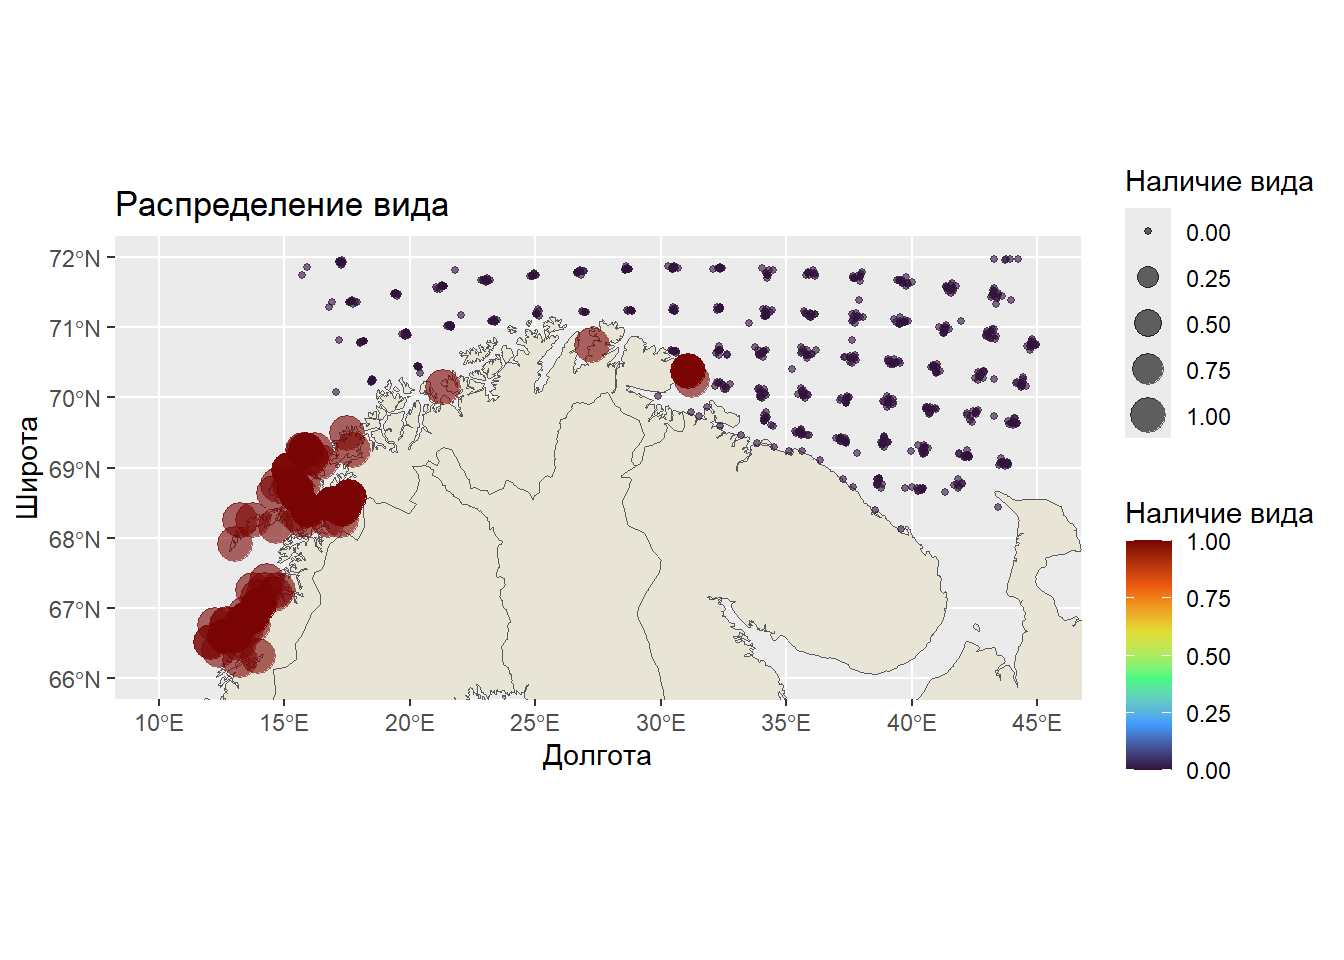 Распределение вида
72°N
71°N
70°N
69°N
68°N
67°N
66°N
Широта
10°E 15°E 20°E 25°E 30°E 35°E 40°E 45°E
Долгота
Наличие вида
0.00
0.25
0.50
0.75
1.00
Наличие вида
1.00
0.75
0.50
0.25
0.00